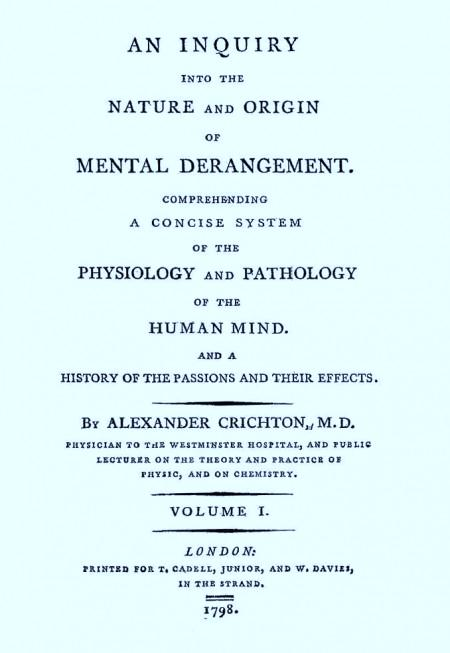 AN INQUIRY
INTO THE
NATURE AND ORIGIN
OF
MENTAL DERANGEMENT.
COMPREHENDING
A CONCISE SYSTEM
OF THE
PHYSIOLOGY AND PATHOLOGY
OF THE
HUMAN MIND.
AND A
HISTORY OF THE PASSIONS AND THEIR EFFECTS.
BY ALEXANDER CRICHTON, M.D.
PHYSICIAN TO THE WESTMINSTER HOSPITAL, AND PUBLIC
LECTURER ON THE THEORY AND PRACTICE OF
PHYSIC, AND ON CHEMISTRY.
VOLUME I.
LONDON:
PRINTED FOR T. CADELL, JUNIOR, AND W. DAVIES,
IN THE STRAND.
1798.